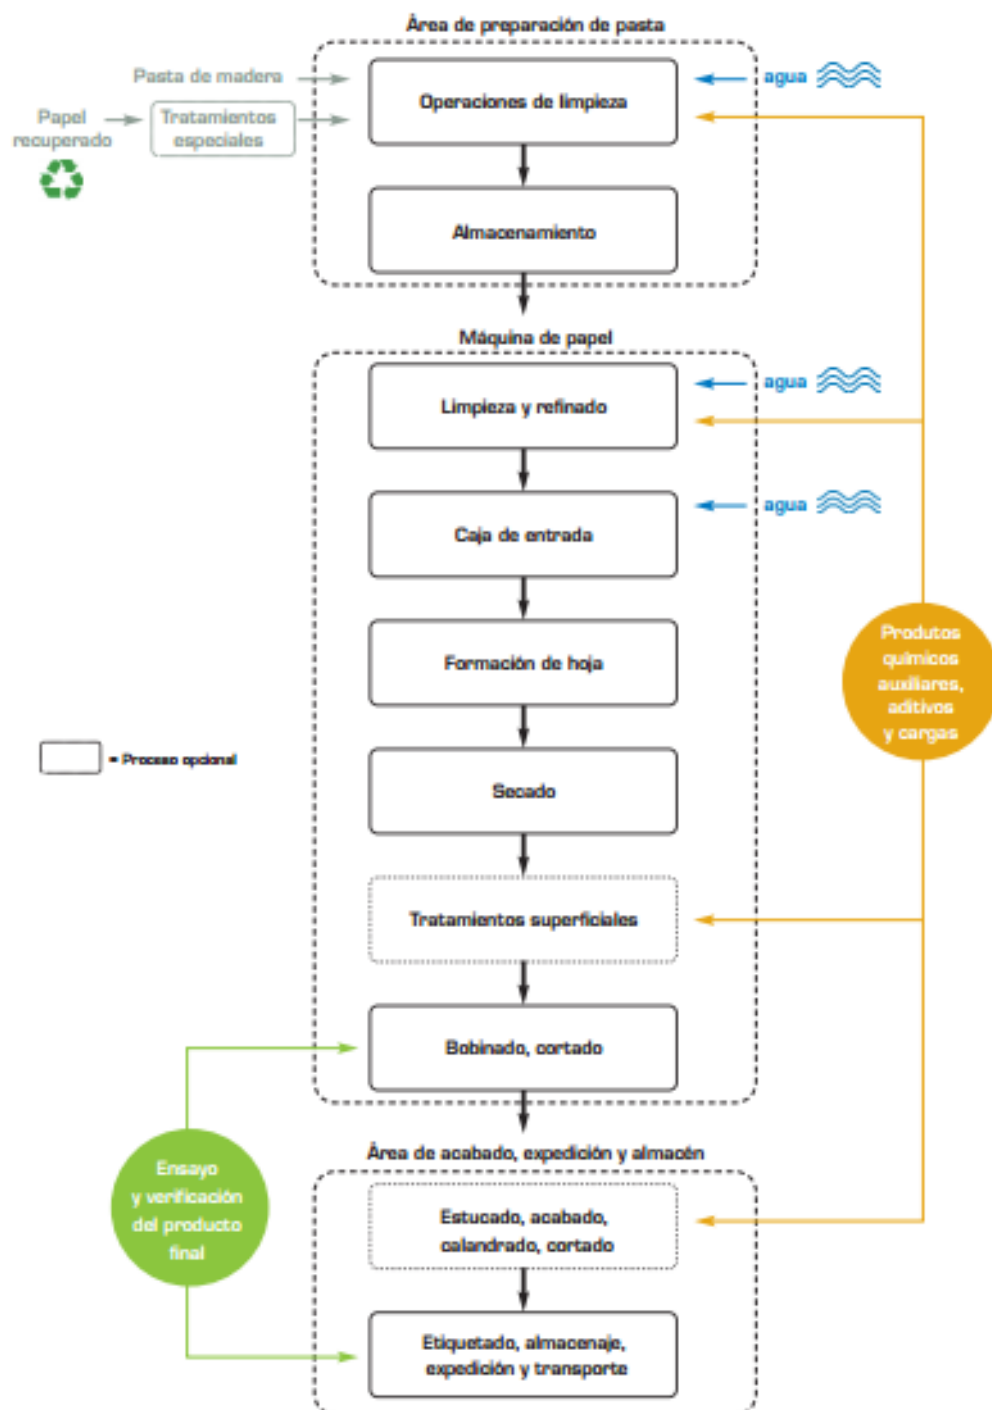 Área de preparación de pasta
Pasta de madera
Papel
recuperado
Tratamientos
especiales
Operaciones de limpieza
agua
Almacenamiento
Máquina de papel
Limpieza y refinado
agua
Caja de entrada
agua
Formación de hoja
Produtos
químicos
auxiliares,
aditivos
y cargas
= Proceso opcional
Secado
Tratamientos superficiales
Bobinado, cortado
Área de acabado, expedición y almacén
Ensayo
y verificación
del producto
final
Estucado, acabado,
calandrado, cortado
Etiquetado, almacenaje,
expedición y transporte